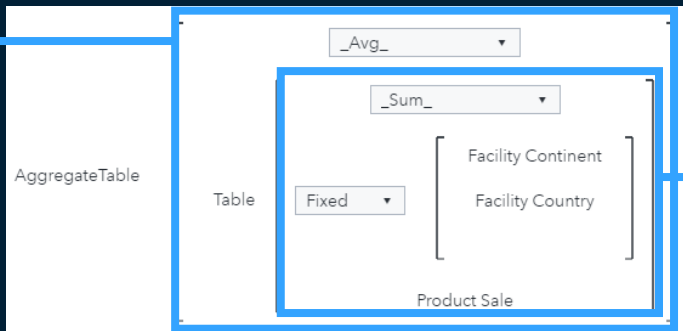 _Avg_
_Sum_
Facility Continent
AggregateTable
Table
Fixed
Facility Country
Product Sale